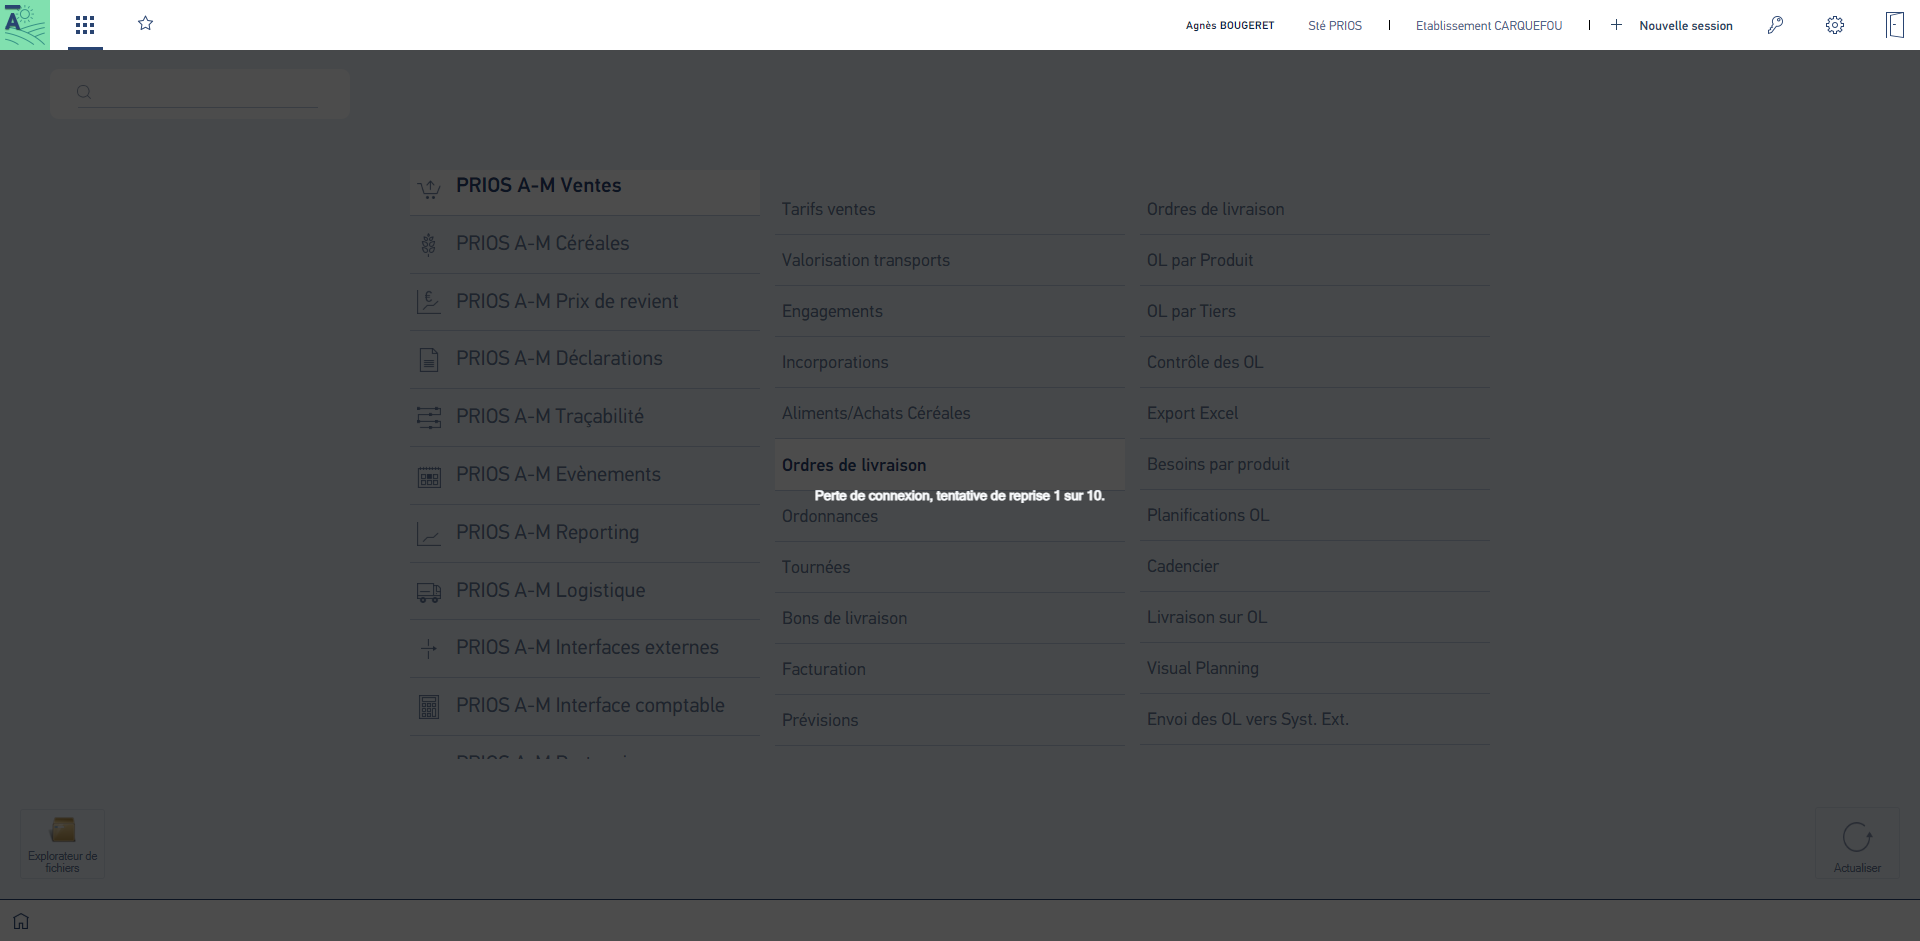 Agnès BOUGERET
Sté PRIOS
Etablissement CARQUEFOU
Nouvelle session
PRIOS A-M Ventes
PRIOS A-M Céréales
PRIOS A-M Prix de revient
PRIOS A-M Déclarations
PRIOS A-M Traçabilité
PRIOS A-M Evènements
PRIOS A-M Reporting
PRIOS A-M Logistique
PRIOS A-M Interfaces externes
PRIOS A-M Interface comptable
Tarifs ventes
Valorisation transports
Engagements
Incorporations
Aliments/Achats Céréales
Ordres de livraison
Perte de connexion, tentative de reprise 1 sur 10.
Ordonnances
Tournées
Bons de livraison
Facturation
Prévisions
Ordres de livraison
OL par Produit
OL par Tiers
Contrôle des OL
Export Excel
Besoins par produit
Planifications OL
Cadencier
Livraison sur OL
Visual Planning
Envoi des OL vers Syst. Ext.
Explorateur de
fichiers
Actualiser